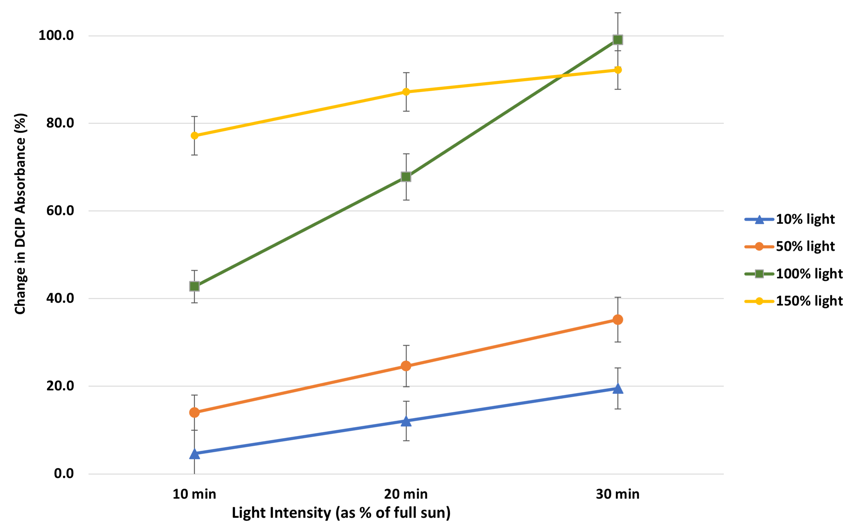 Change in DCIP Absorbance (%)
100.0
80.0
60.0
40.0
20.0
0.0
10 min
20 min
30 min
Light Intensity (as % of full sun)
10% light
50% light
100% light
150% light